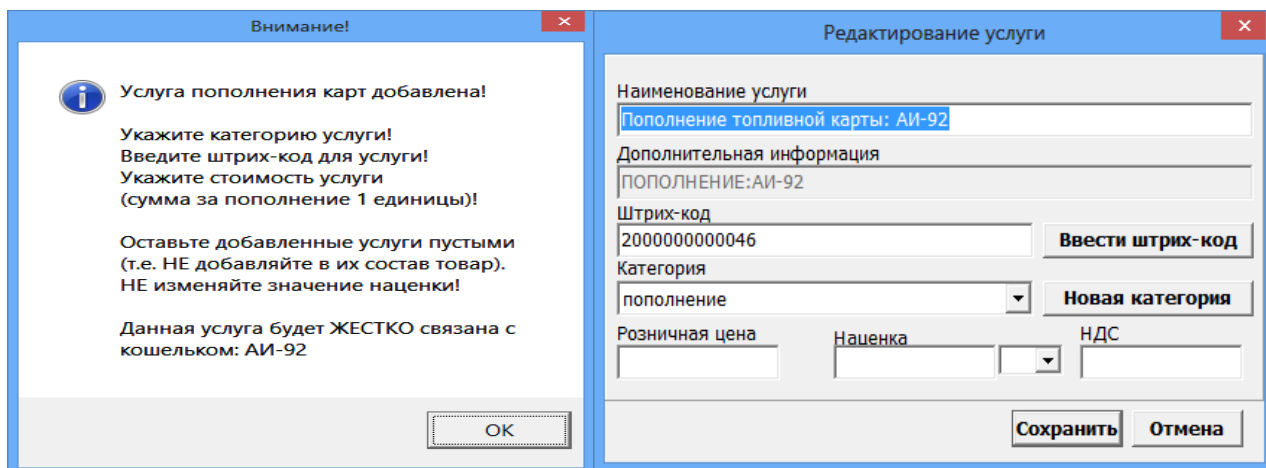 Внимание!
Услуга пополнения карт добавлена!
Укажите категорию услуги!
Введите штрих-код для услуги!
Укажите стоимость услуги
(сумма за пополнение 1 единицы)!
Оставьте добавленные услуги пустыми
(т.е. НЕ добавляйте в их состав товар).
НЕ изменяйте значение наценки!
Данная услуга будет ЖЕСТКО связана с
кошельком: АИ-92
OK
Редактирование услуги
Наименование услуги
Пополнение топливной карты: АИ-92
Дополнительная информация
ПОПОЛНЕНИЕ:АИ-92
Штрих-код
2000000000046
Ввести штрих-код
Категория
пополнение
Новая категория
Розничная цена
Наценка
НДС
Сохранить
Отмена